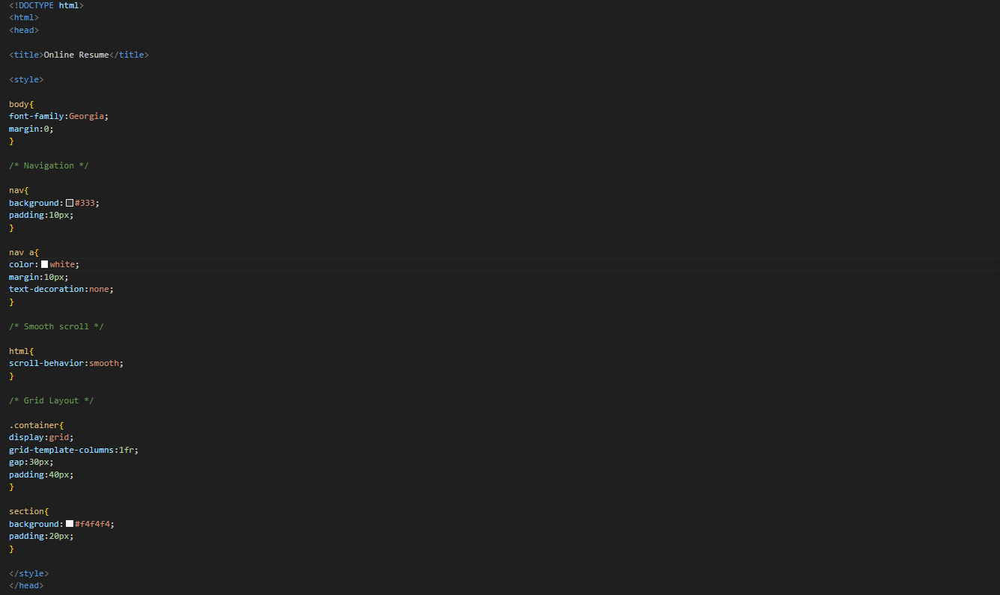 <!DOCTYPE html>
<html>
<head>
<title>Online Resume</title>
<style>
body{
font-family:Georgia;
margin:0;
}
/* Navigation */
nav{
background:#333;
padding:10px;
}
nav a{
color:white;
margin:10px;
text-decoration:none;
}
/* Smooth scroll */
html{
scroll-behavior:smooth;
}
/* Grid Layout */
.container{
display:grid;
grid-template-columns:1fr;
gap:30px;
padding:40px;
}
section{
background:#f4f4f4;
padding:20px;
}
</style>
</head>